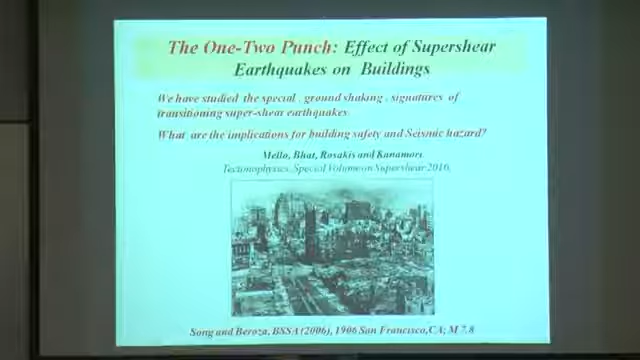 The One-Two Punch: Effect of Supershear
Earthquakes on Buildings
We have studied the special , ground shaking , signatures of
transitioning super-shear earthquakes.
What are the implications for building safety and Seismic hazard?
Mello, Bhat, Rosakis and Kanamori.
Tectonophysics, Special Volume on Supershear 2010.
Song and Beroza, BSSA (2006), 1906 San Francisco, CA; M 7.8